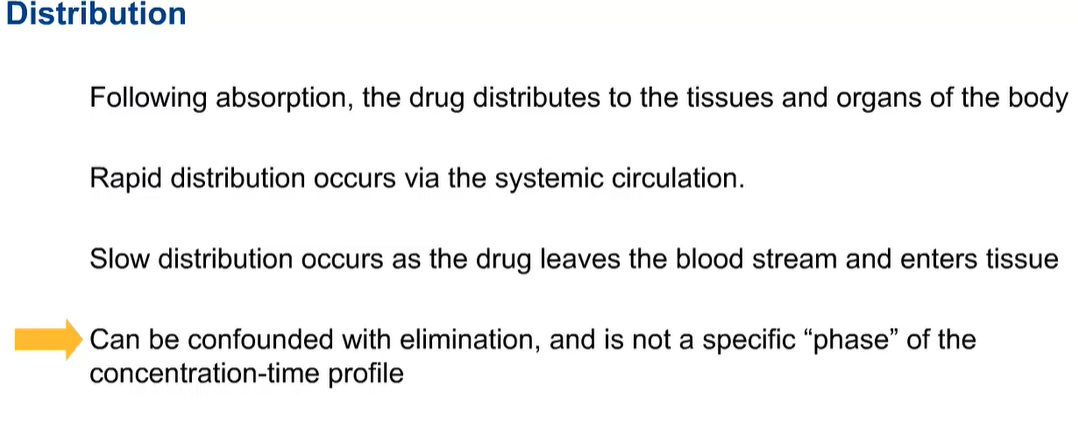 Distribution
Following absorption, the drug distributes to the tissues and organs of the body
Rapid distribution occurs via the systemic circulation.
Slow distribution occurs as the drug leaves the blood stream and enters tissue
Can be confounded with elimination, and is not a specific “phase” of the
concentration-time profile